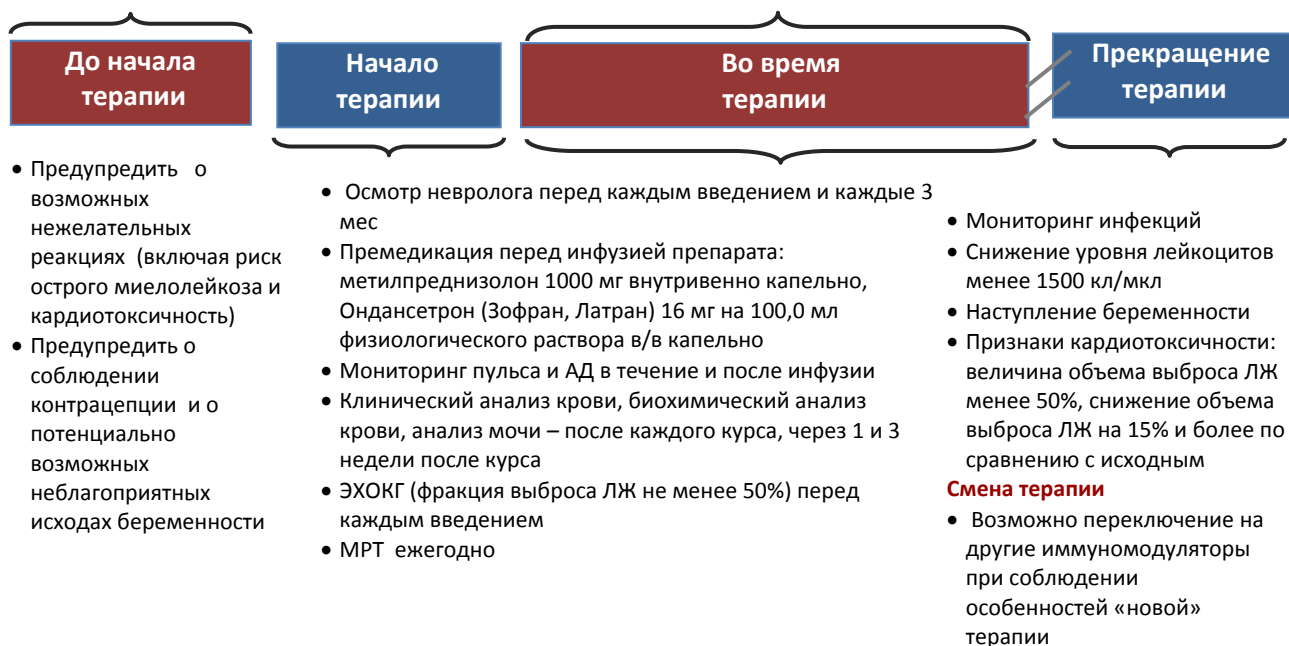 До начала
терапии
Начало
терапии
Во время
терапии
Прекращение
терапии
• Предупредить о
возможных
нежелательных
реакциях (включая риск
острого миелолейкоза и
кардиотоксичность)
• Предупредить о
соблюдении
контрацепции и о
потенциально
возможных
неблагоприятных
исходах беременности
• Осмотр невролога перед каждым введением и каждые 3
мес
• Премедикация перед инфузией препарата:
метилпреднизолон 1000 мг внутривенно капельно,
Ондансетрон (Зофран, Латран) 16 мг на 100,0 мл
физиологического раствора в/в капельно
• Мониторинг пульса и АД в течение и после инфузии
• Клинический анализ крови, биохимический анализ
крови, анализ мочи – после каждого курса, через 1 и 3
недели после курса
• ЭХОКГ (фракция выброса ЛЖ не менее 50%) перед
каждым введением
• МРТ ежегодно
• Мониторинг инфекций
• Снижение уровня лейкоцитов
менее 1500 кл/мкл
• Наступление беременности
• Признаки кардиотоксичности:
величина объема выброса ЛЖ
менее 50%, снижение объема
выброса ЛЖ на 15% и более по
сравнению с исходным
Смена терапии
• Возможно переключение на
другие иммуномодуляторы
при соблюдении
особенностей «новой»
терапии